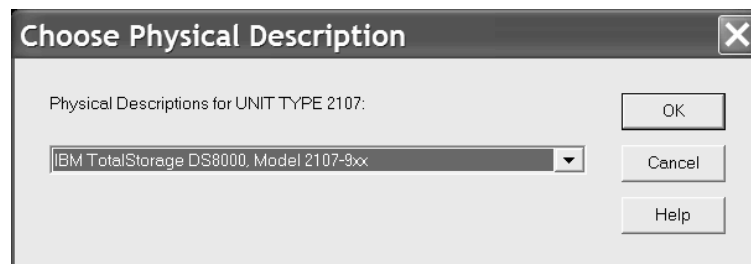 Choose Physical Description
Physical Descriptions for UNIT TYPE 2107:
OK
IBM TotalStorage DS8000, Model 2107-9xx
Cancel
Help